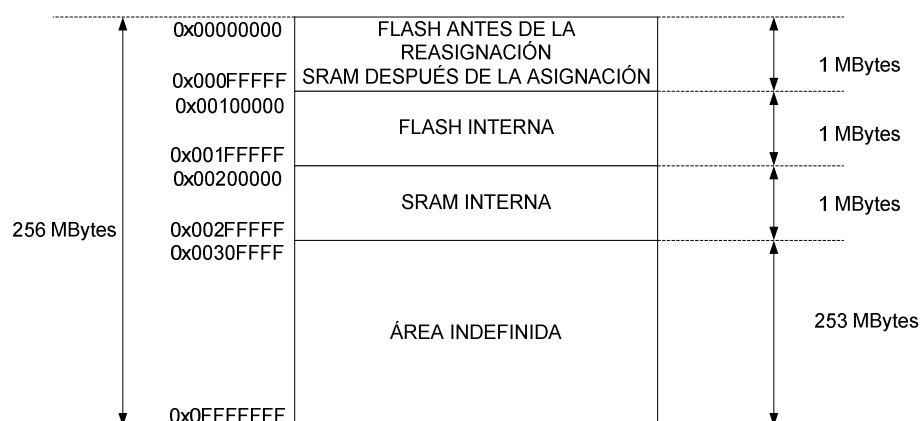 0x00000000
FLASH ANTES DE LA
REASIGNACIÓN
SRAM DESPUÉS DE LA ASIGNACIÓN
0x000FFFFF
1 MBytes
0x00100000
FLASH INTERNA
1 MBytes
0x001FFFFF
0x00200000
SRAM INTERNA
1 MBytes
0x002FFFFF
256 MBytes
0x0030FFFF
ÁREA INDEFINIDA
253 MBytes
0x0FFFFFFF